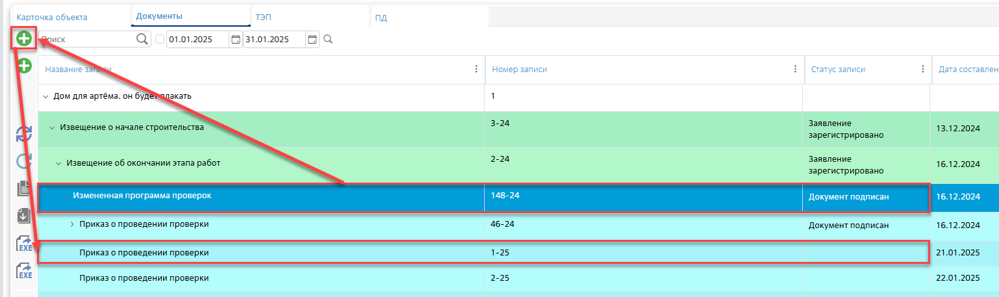 Карточка объекта
Документы
ТЭП
ПД
Поиск
01.01.2025
31.01.2025
Название записи
Номер записи
Статус записи
Дата составлен
Дом для артёма. он будет плакать
1
Извещение о начале строительства
3-24
Заявление
зарегистрировано
13.12.2024
Извещение об окончании этапа работ
2-24
Заявление
зарегистрировано
16.12.2024
Измененная программа проверок
148-24
Документ подписан
16.12.2024
Приказ о проведении проверки
46-24
Документ подписан
16.12.2024
EXE
Приказ о проведении проверки
1-25
21.01.2025
EXE
Приказ о проведении проверки
2-25
22.01.2025